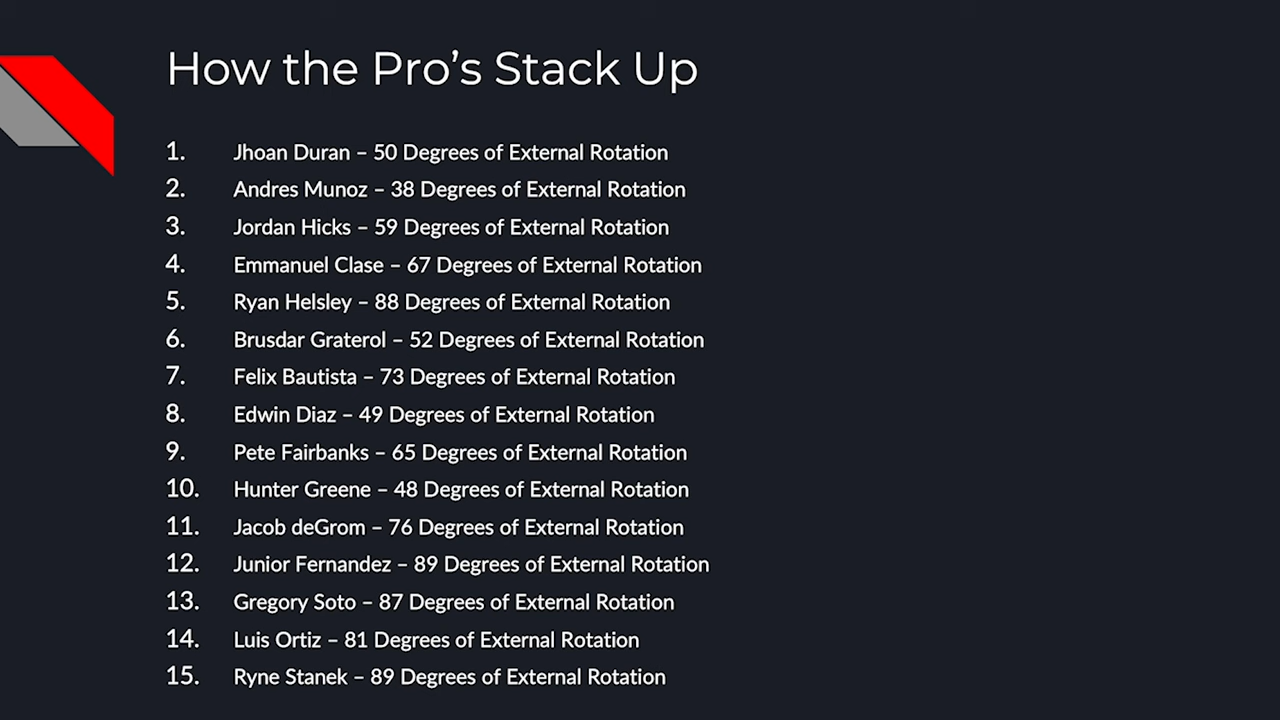 How the Pro’s Stack Up
1. Jhoan Duran – 50 Degrees of External Rotation
2. Andres Munoz – 38 Degrees of External Rotation
3. Jordan Hicks – 59 Degrees of External Rotation
4. Emmanuel Clase – 67 Degrees of External Rotation
5. Ryan Helsley – 88 Degrees of External Rotation
6. Brusdar Graterol – 52 Degrees of External Rotation
7. Felix Bautista – 73 Degrees of External Rotation
8. Edwin Diaz – 49 Degrees of External Rotation
9. Pete Fairbanks – 65 Degrees of External Rotation
10. Hunter Greene – 48 Degrees of External Rotation
11. Jacob deGrom – 76 Degrees of External Rotation
12. Junior Fernandez – 89 Degrees of External Rotation
13. Gregory Soto – 87 Degrees of External Rotation
14. Luis Ortiz – 81 Degrees of External Rotation
15. Ryne Stanek – 89 Degrees of External Rotation